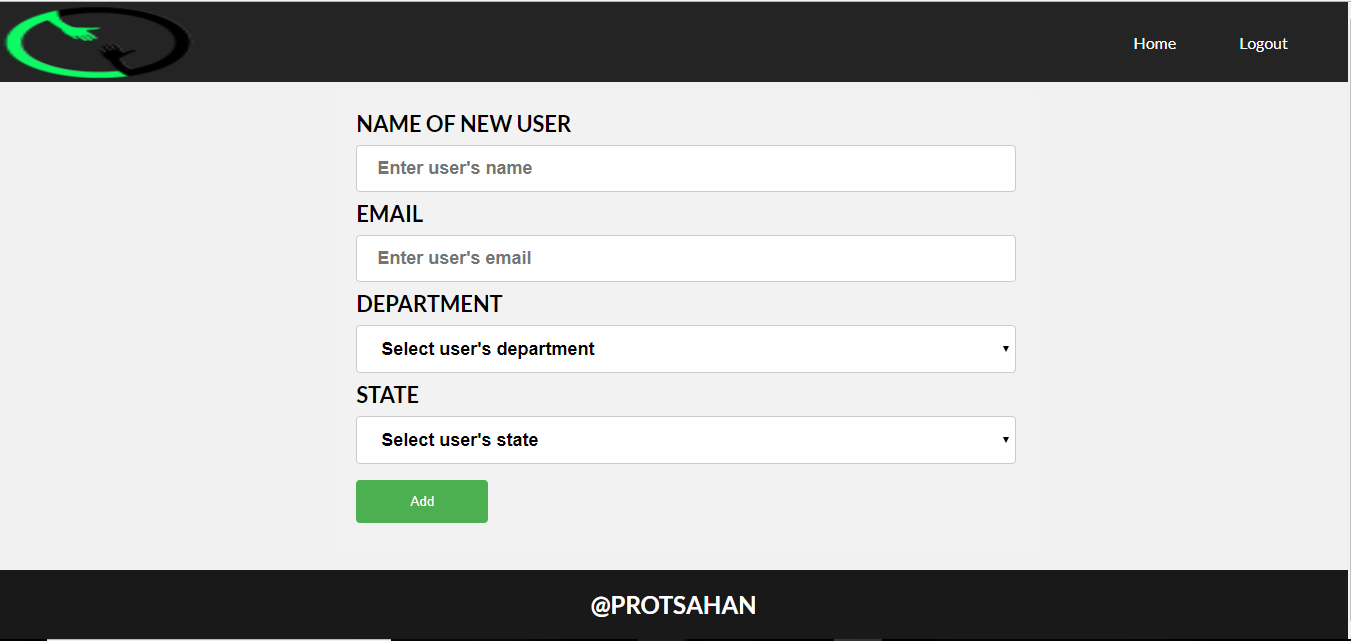 Home Logout
NAME OF NEW USER
Enter user's name
EMAIL
Enter user's email
DEPARTMENT
Select user's department
STATE
Select user's state
Add
@PROTSAHAN